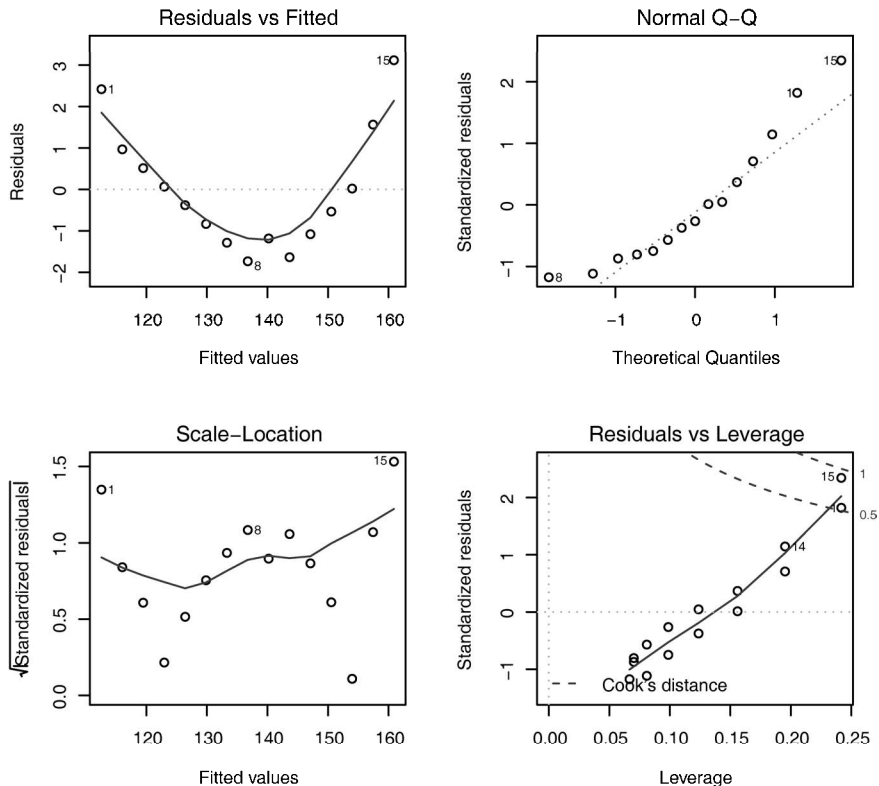 Residuals vs Fitted
Residuals
3
2
1
0
−1
−2
1
8
15
120 130 140 150 160
Fitted values
Normal Q−Q
Standardized residuals
2
1
0
−1
8
1
15
−1 0 1
Theoretical Quantiles
Scale−Location
√|Standardized residuals|
1.5
1.0
0.5
0.0
1
8
15
120 130 140 150 160
Fitted values
Residuals vs Leverage
Standardized residuals
2
1
0
−1
15
1
14
1
0.5
Cook's distance
0.00 0.05 0.10 0.15 0.20 0.25
Leverage